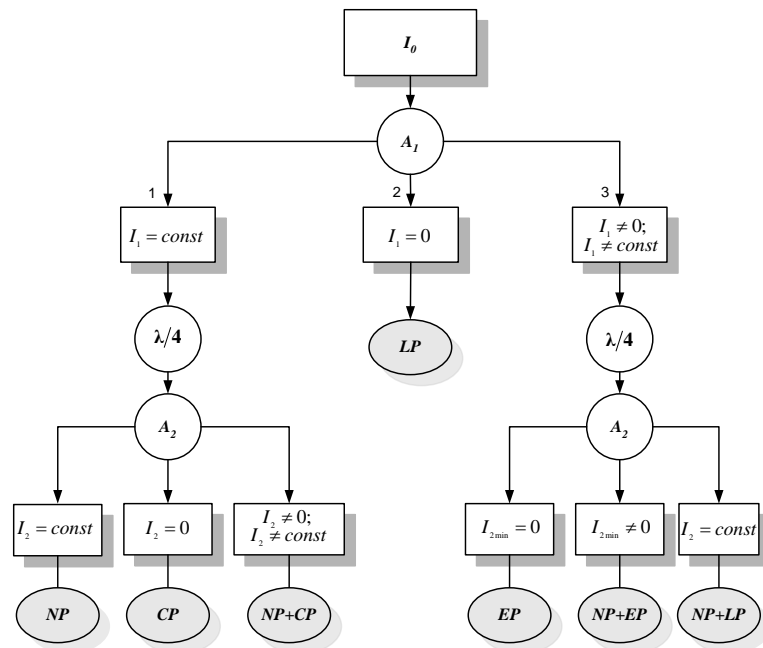 I₀
A₁
1
2
3
I₁ = const
I₁ = 0
I₁ ≠ 0;
I₁ ≠ const
λ/4
LP
λ/4
A₂
A₂
I₂ = const
I₂ = 0
I₂ ≠ 0;
I₂ ≠ const
I₂min = 0
I₂min ≠ 0
I₂ = const
NP
CP
NP+CP
EP
NP+EP
NP+LP